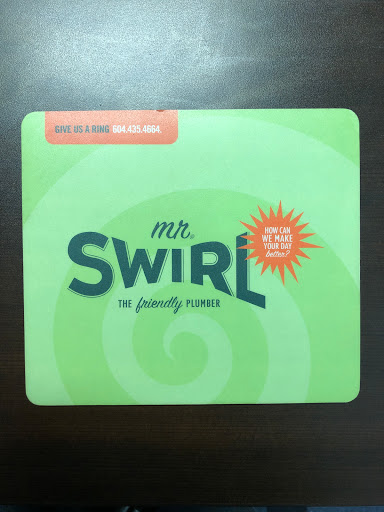 GIVE US A RING 604.435.4664.
mr.
SWIRL
THE friendly PLUMBER
HOW CAN
WE MAKE
YOUR DAY
better?